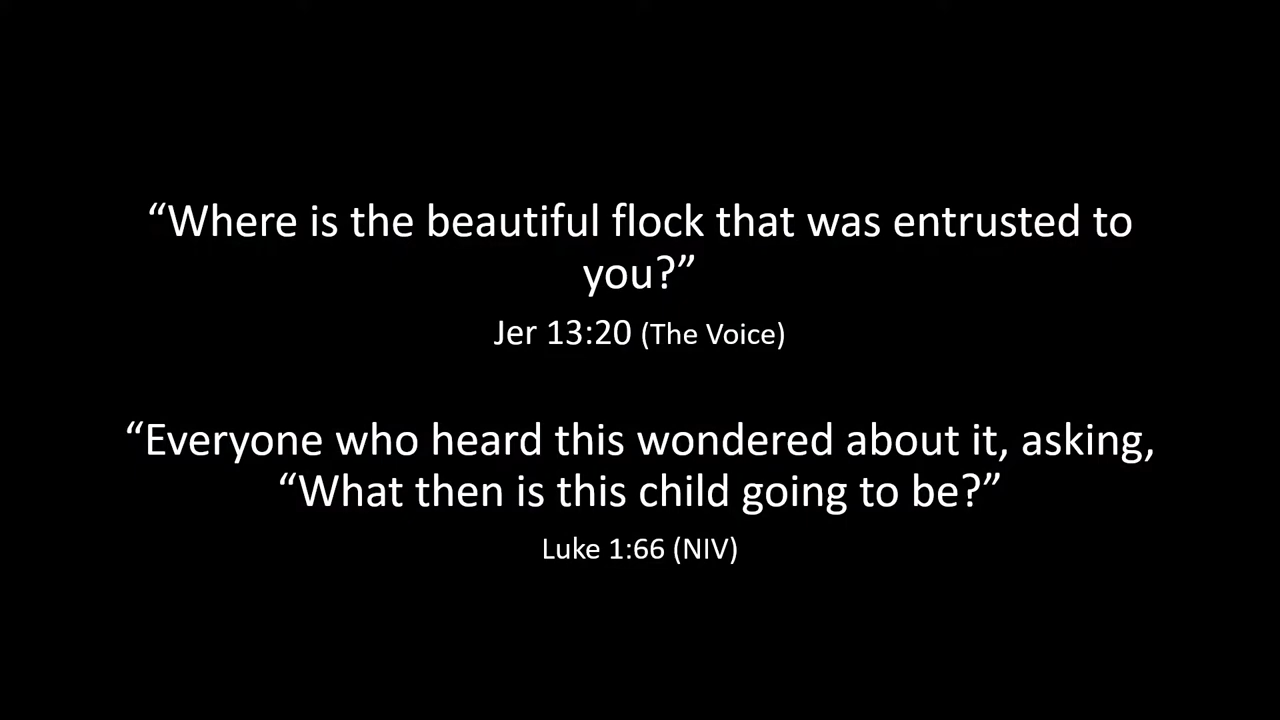 “Where is the beautiful flock that was entrusted to
you?”
Jer 13:20 (The Voice)
“Everyone who heard this wondered about it, asking,
“What then is this child going to be?”
Luke 1:66 (NIV)